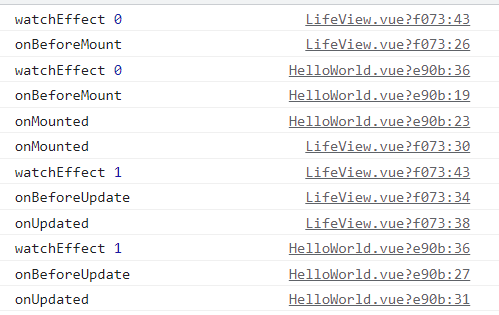 watchEffect 0 LifeView.vue?f073:43
onBeforeMount LifeView.vue?f073:26
watchEffect 0 HelloWorld.vue?e90b:36
onBeforeMount HelloWorld.vue?e90b:19
onMounted HelloWorld.vue?e90b:23
onMounted LifeView.vue?f073:30
watchEffect 1 LifeView.vue?f073:43
onBeforeUpdate LifeView.vue?f073:34
onUpdated LifeView.vue?f073:38
watchEffect 1 HelloWorld.vue?e90b:36
onBeforeUpdate HelloWorld.vue?e90b:27
onUpdated HelloWorld.vue?e90b:31